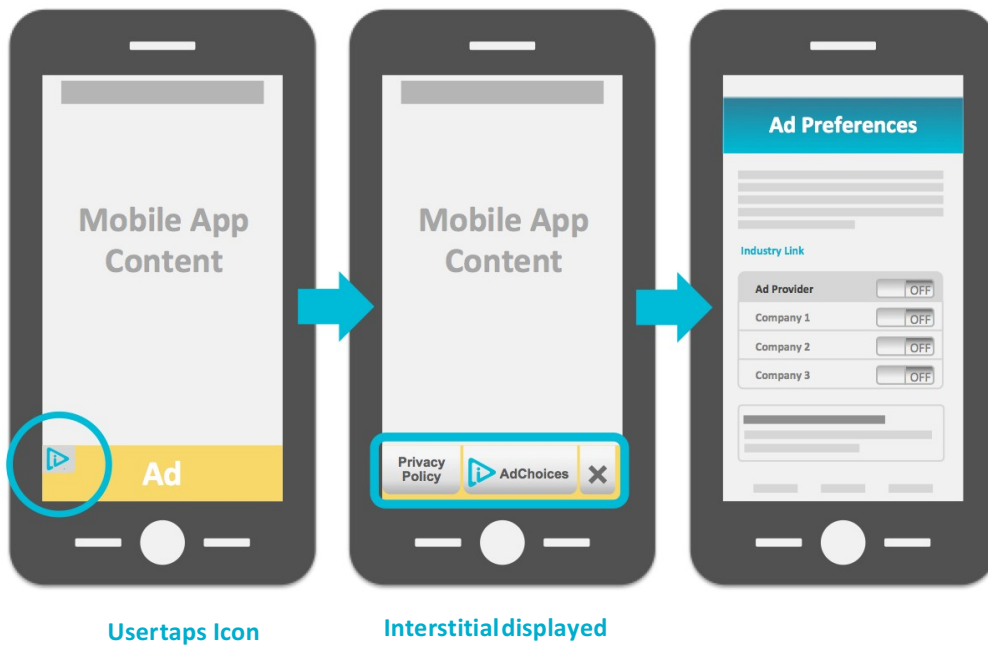 Mobile App
Content
Ad
Usertaps Icon
Mobile App
Content
Privacy
Policy
AdChoices
X
Interstitialdisplayed
Ad Preferences
Industry Link
Ad Provider OFF
Company 1 OFF
Company 2 OFF
Company 3 OFF